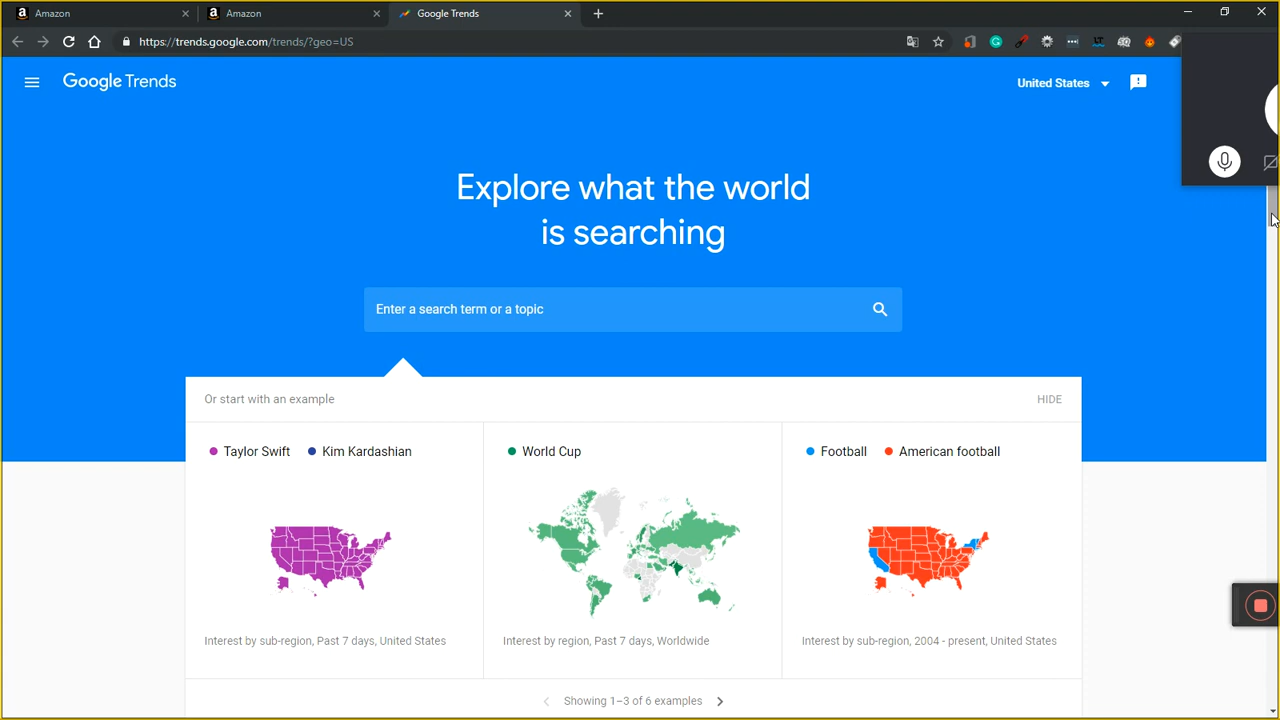 Amazon
Amazon
Google Trends
https://trends.google.com/trends/?geo=US
Google Trends
United States
Explore what the world
is searching
Enter a search term or a topic
Or start with an example
HIDE
Taylor Swift
Kim Kardashian
World Cup
Football
American football
Interest by sub-region, Past 7 days, United States
Interest by region, Past 7 days, Worldwide
Interest by sub-region, 2004 - present, United States
Showing 1–3 of 6 examples